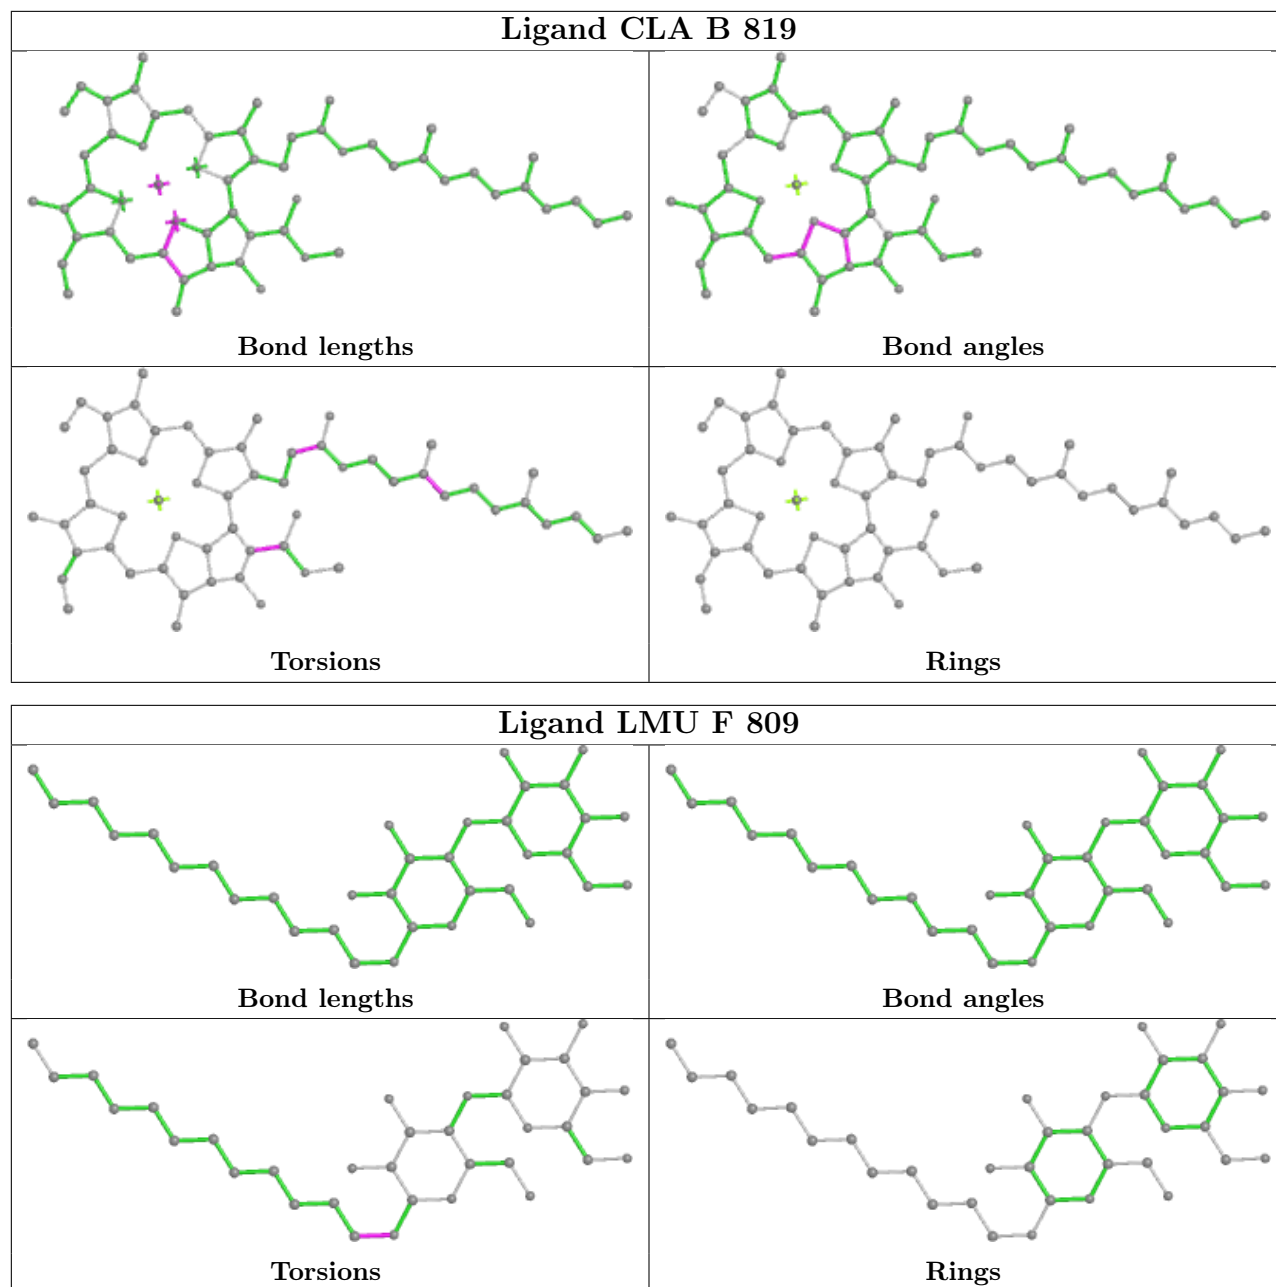 Ligand CLA B 819
Bond lengths
Bond angles
Torsions
Rings
Ligand LMU F 809
Bond lengths
Bond angles
Torsions
Rings